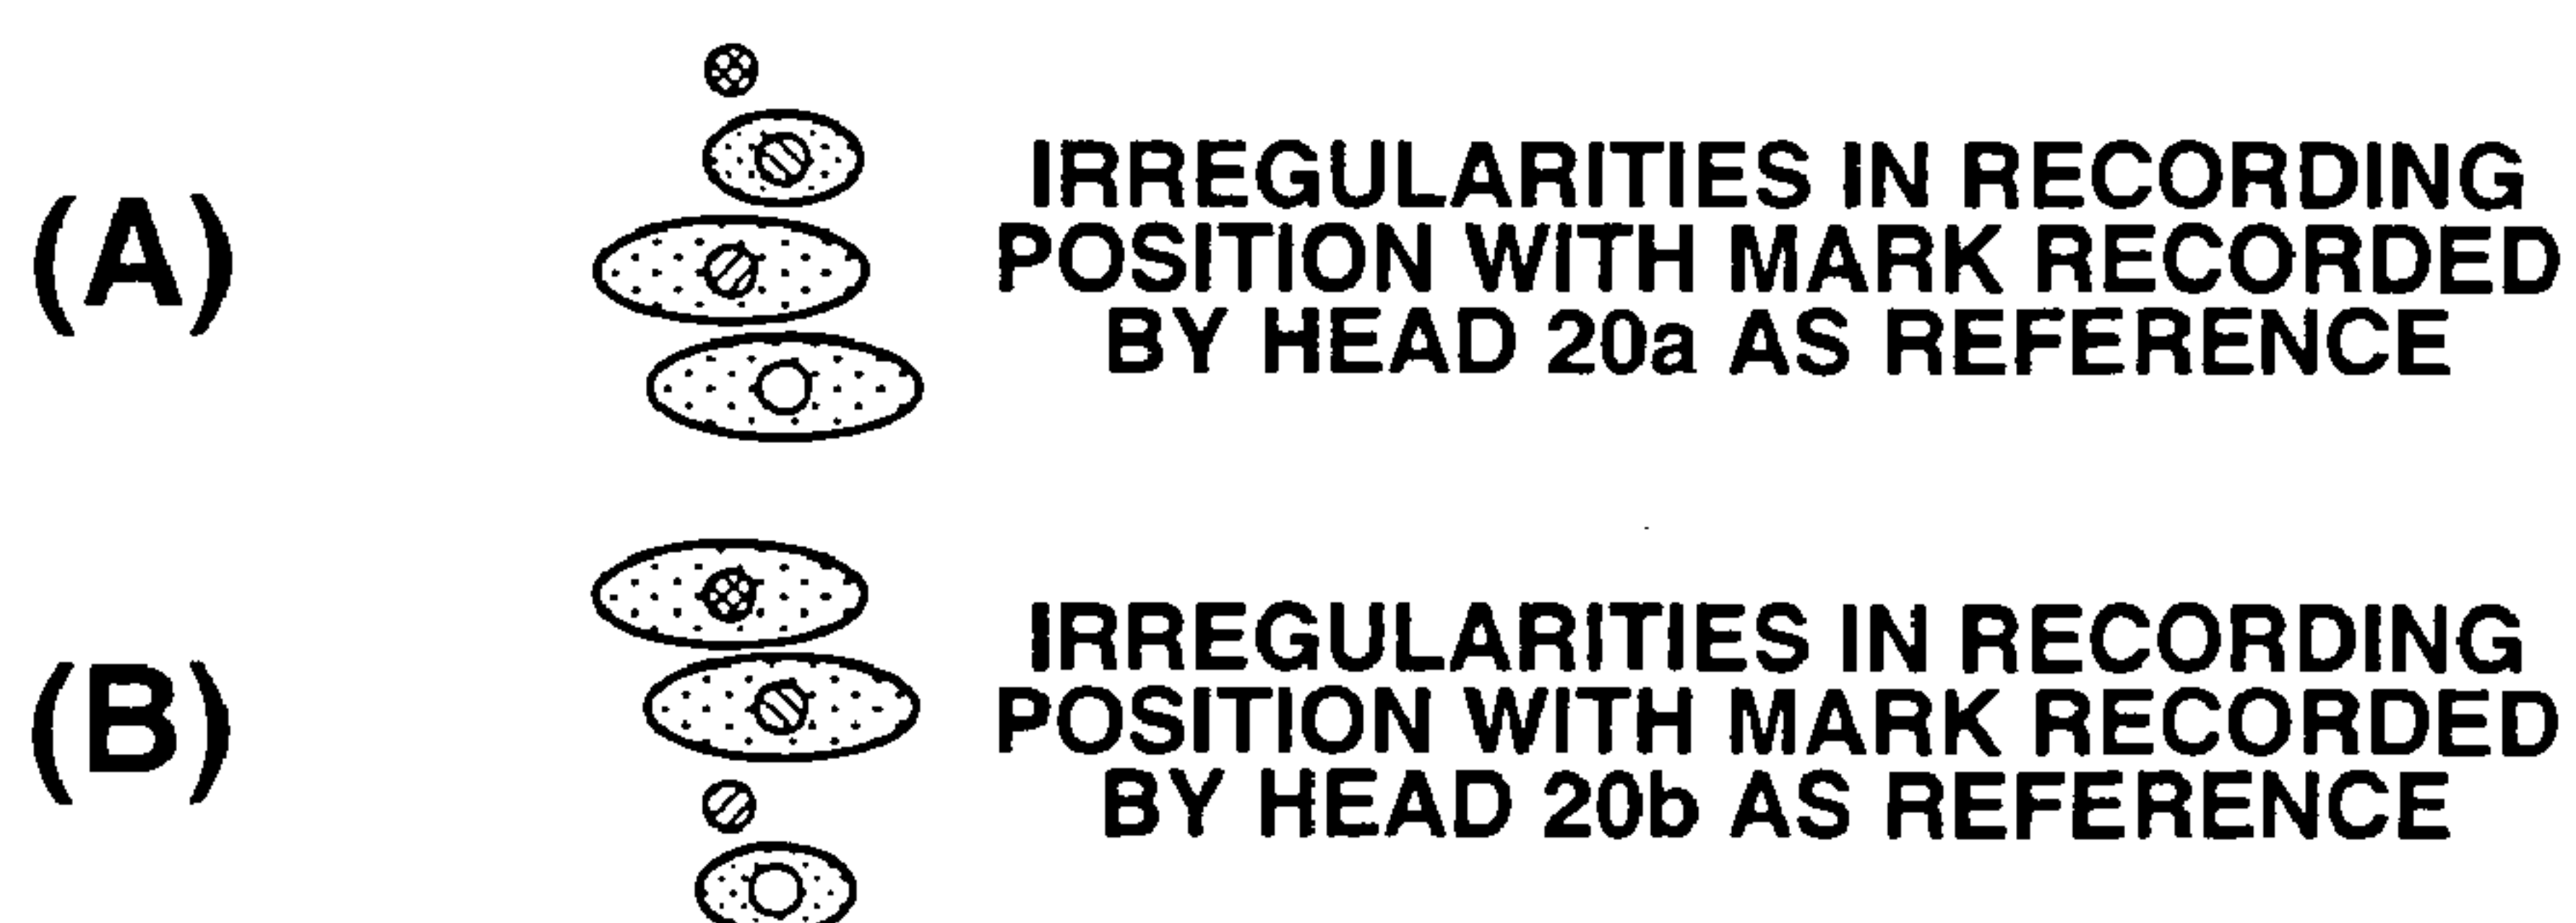 (A)
IRREGULARITIES IN RECORDING
POSITION WITH MARK RECORDED
BY HEAD 20a AS REFERENCE
(B)
IRREGULARITIES IN RECORDING
POSITION WITH MARK RECORDED
BY HEAD 20b AS REFERENCE